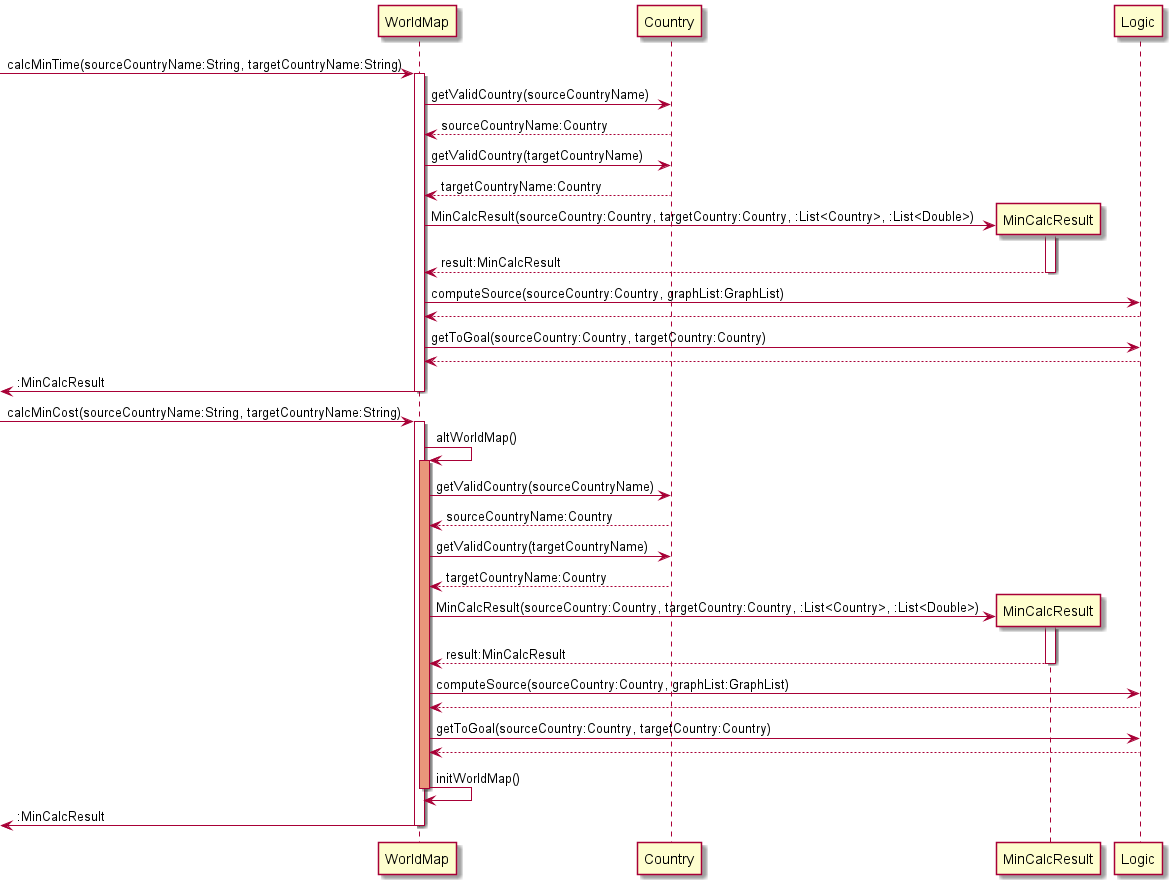 WorldMap
Country
Logic
calcMinTime(sourceCountryName:String, targetCountryName:String)
getValidCountry(sourceCountryName)
sourceCountryName:Country
getValidCountry(targetCountryName)
targetCountryName:Country
MinCalcResult(sourceCountry:Country, targetCountry:Country, :List<Country>, :List<Double>)
MinCalcResult
result:MinCalcResult
computeSource(sourceCountry:Country, graphList:GraphList)
getToGoal(sourceCountry:Country, targetCountry:Country)
:MinCalcResult
calcMinCost(sourceCountryName:String, targetCountryName:String)
altWorldMap()
getValidCountry(sourceCountryName)
sourceCountryName:Country
getValidCountry(targetCountryName)
targetCountryName:Country
MinCalcResult(sourceCountry:Country, targetCountry:Country, :List<Country>, :List<Double>)
MinCalcResult
result:MinCalcResult
computeSource(sourceCountry:Country, graphList:GraphList)
getToGoal(sourceCountry:Country, targetCountry:Country)
initWorldMap()
:MinCalcResult
WorldMap
Country
MinCalcResult
Logic